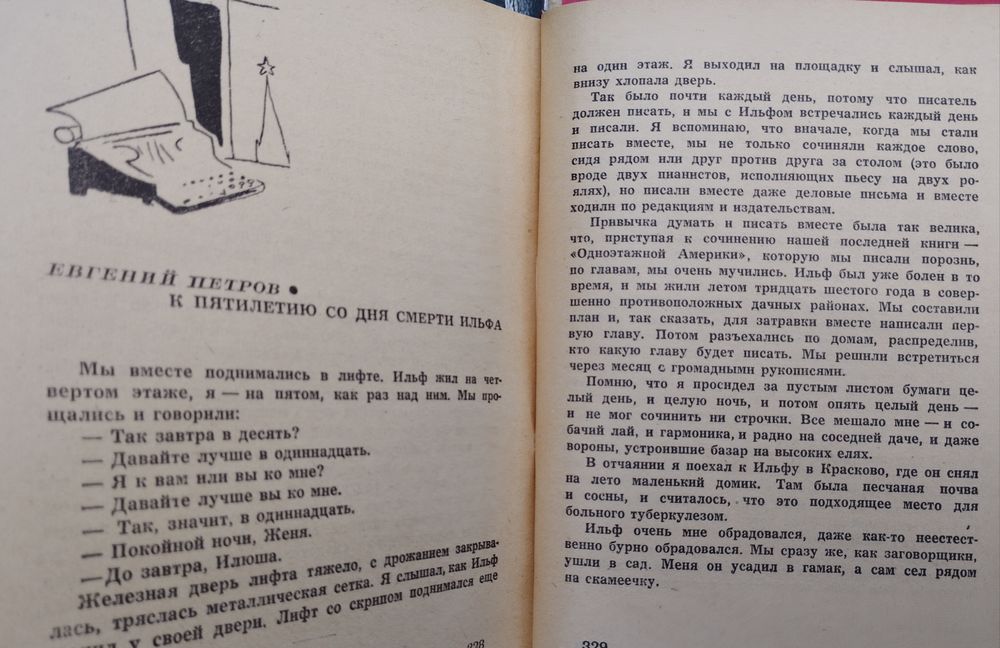 ЕВГЕНИЙ ПЕТРОВ •
К ПЯТИЛЕТИЮ СО ДНЯ СМЕРТИ ИЛЬФА
Мы вместе поднимались в лифте. Ильф жил на чет-
вертом этаже, я — на пятом, как раз над ним. Мы про-
щались и говорили:
— Так завтра в десять?
— Давайте лучше в одиннадцать.
— Я к вам или вы ко мне?
— Давайте лучше вы ко мне.
— Так, значит, в одиннадцать.
— Покойной ночи, Женя.
— До завтра, Илюша.
Железная дверь лифта тяжело, с дрожанием закрыва-
лась, тряслась металлическая сетка. Я слышал, как Ильф
у своей двери. Лифт со скрипом поднимался еще
328
на один этаж. Я выходил на площадку и слышал, как
внизу хлопала дверь.
Так было почти каждый день, потому что писатель
должен писать, и мы с Ильфом встречались каждый день
и писали. Я вспоминаю, что вначале, когда мы стали
писать вместе, мы не только сочиняли каждое слово,
сидя рядом или друг против друга за столом (это было
вроде двух пианистов, исполняющих пьесу на двух ро-
ялях), но писали вместе даже деловые письма и вместе
ходили по редакциям и издательствам.
Привычка думать и писать вместе была так велика,
что, приступая к сочинению нашей последней книги —
«Одноэтажной Америки», которую мы писали порознь,
по главам, мы очень мучились. Ильф был уже болен в то
время, и мы жили летом тридцать шестого года в совер-
шенно противоположных дачных районах. Мы составили
план и, так сказать, для затравки вместе написали пер-
вую главу. Потом разъехались по домам, распределив,
кто какую главу будет писать. Мы решили встретиться
через месяц с громадными рукописями.
Помню, что я просидел за пустым листом бумаги це-
лый день, и целую ночь, и потом опять целый день —
и не мог сочинить ни строчки. Все мешало мне — и со-
бачий лай, и гармоника, и радио на соседней даче, и даже
вороны, устроившие базар на высоких елях.
В отчаянии я поехал к Ильфу в Красково, где он снял
на лето маленький домик. Там была песчаная почва
и сосны, и считалось, что это подходящее место для
больного туберкулезом.
Ильф очень мне обрадовался, даже как-то неестест-
венно бурно обрадовался. Мы сразу же, как заговорщики,
ушли в сад. Меня он усадил в гамак, а сам сел рядом
на скамеечку.
329